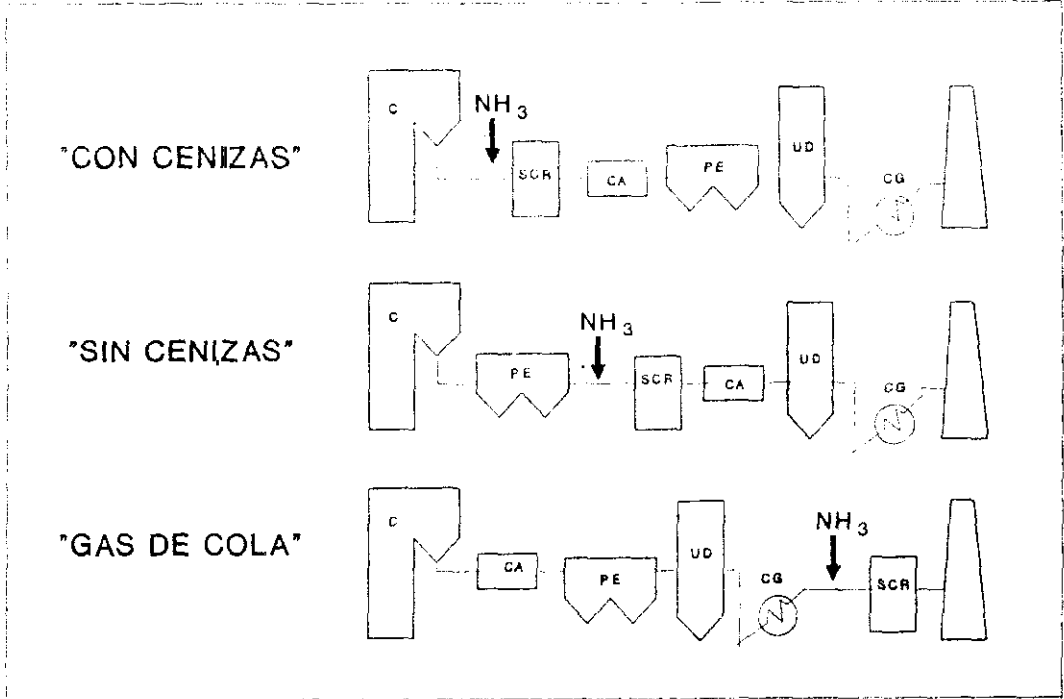 "CON CENIZAS"
C
NH3
SCR
CA
PE
UD
CG
"SIN CENIZAS"
C
PE
NH3
SCR
CA
UD
CG
"GAS DE COLA"
C
CA
PE
UD
CG
NH3
SCR